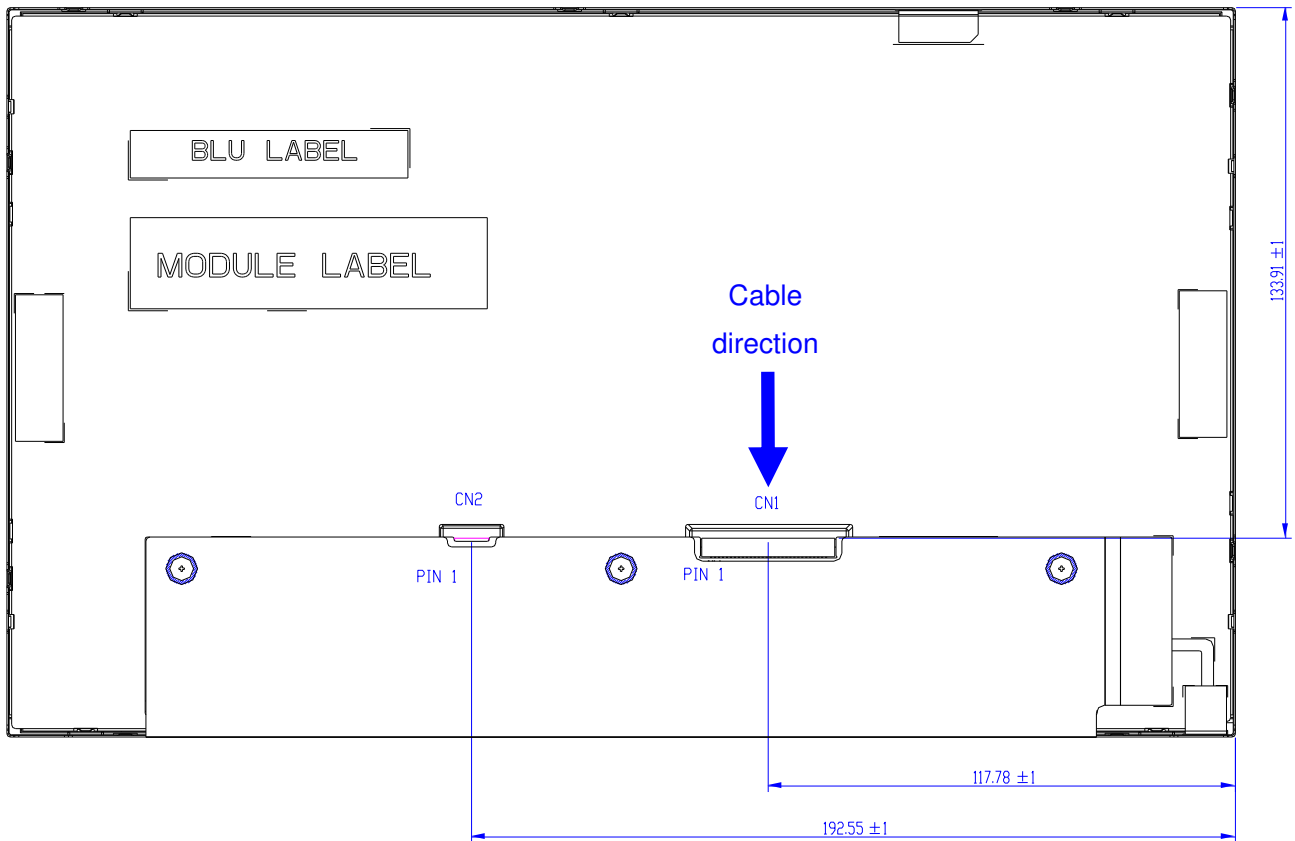 BLU LABEL
MODULE LABEL
133.91 ±1
Cable
direction
CN2
CN1
PIN 1
PIN 1
117.78 ±1
192.55 ±1